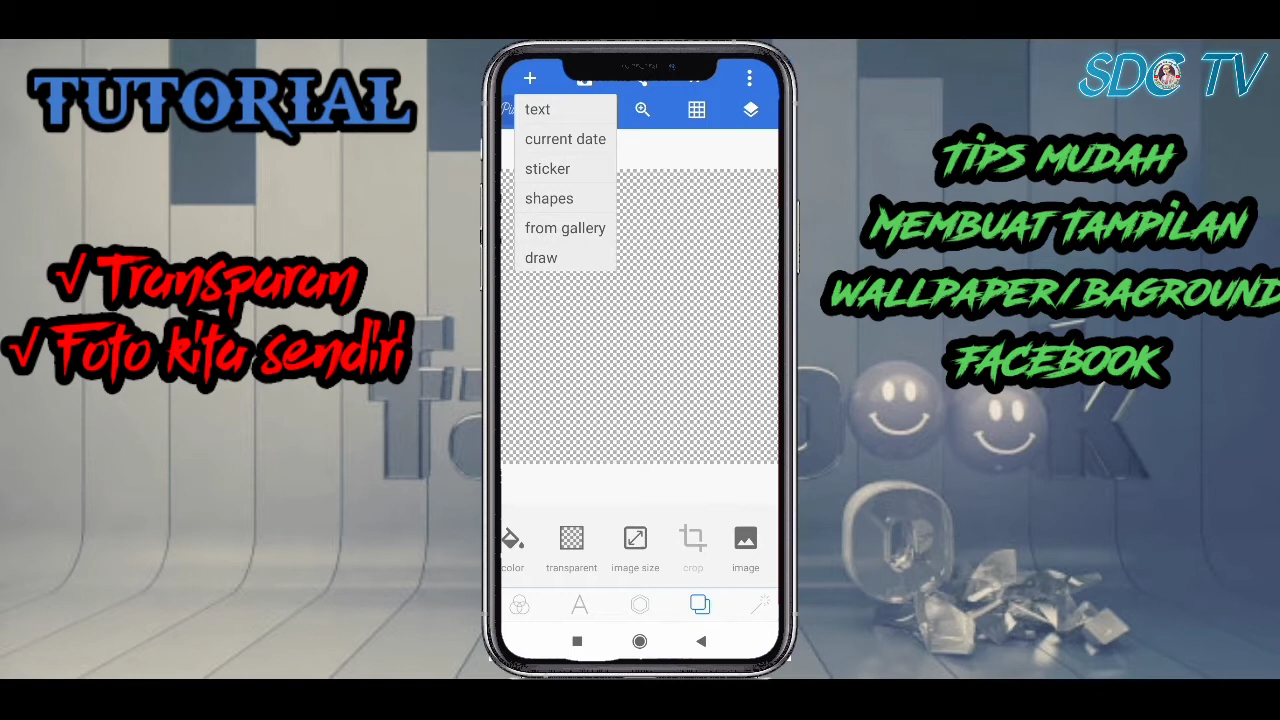 TUTORIAL
√ Transparan
√ Foto kita sendiri
text
current date
sticker
shapes
from gallery
draw
color
transparent
image size
crop
image
SDC TV
TIPS MUDAH
MEMBUAT TAMPILAN
WALLPAPER/BAGROUND
FACEBOOK